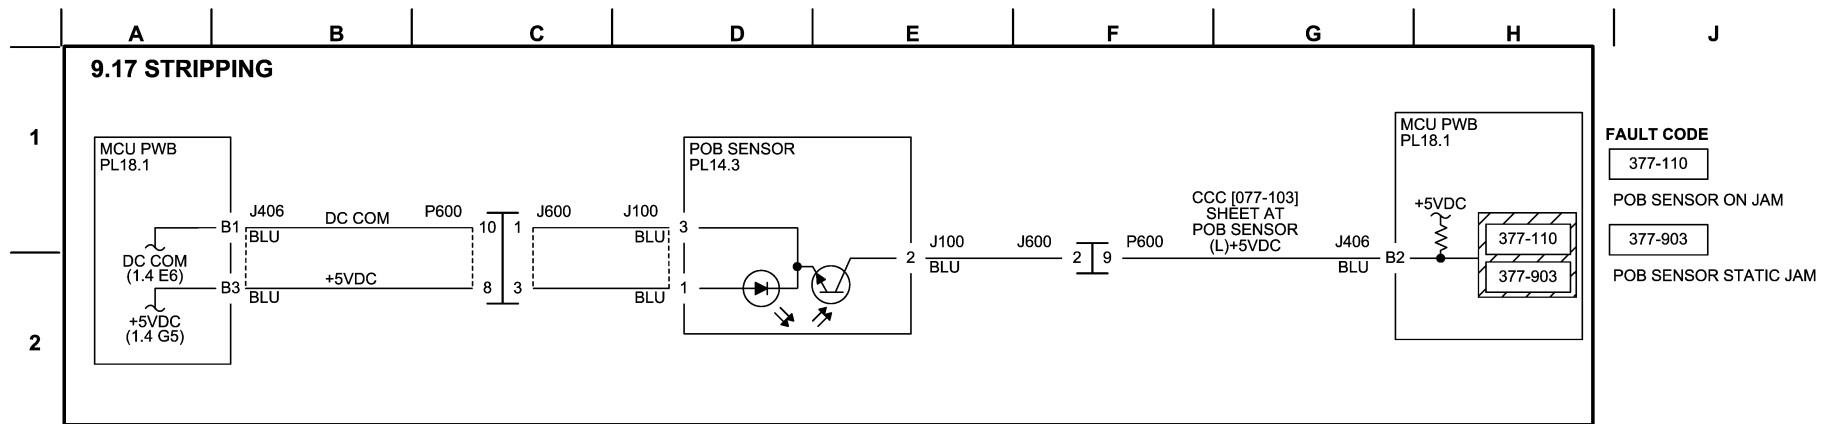 A B C D E F G H J
9.17 STRIPPING
1
2
MCU PWB
PL18.1
DC COM
(1.4 E6)
+5VDC
(1.4 G5)
B1
J406
BLU
DC COM
P600
10
1
J600
J100
BLU
3
B3
BLU
+5VDC
8
3
BLU
1
POB SENSOR
PL14.3
2
J100
BLU
J600
2
9
P600
CCC [077-103]
SHEET AT
POB SENSOR
(L)+5VDC
J406
BLU
B2
MCU PWB
PL18.1
+5VDC
377-110
377-903
FAULT CODE
377-110
POB SENSOR ON JAM
377-903
POB SENSOR STATIC JAM